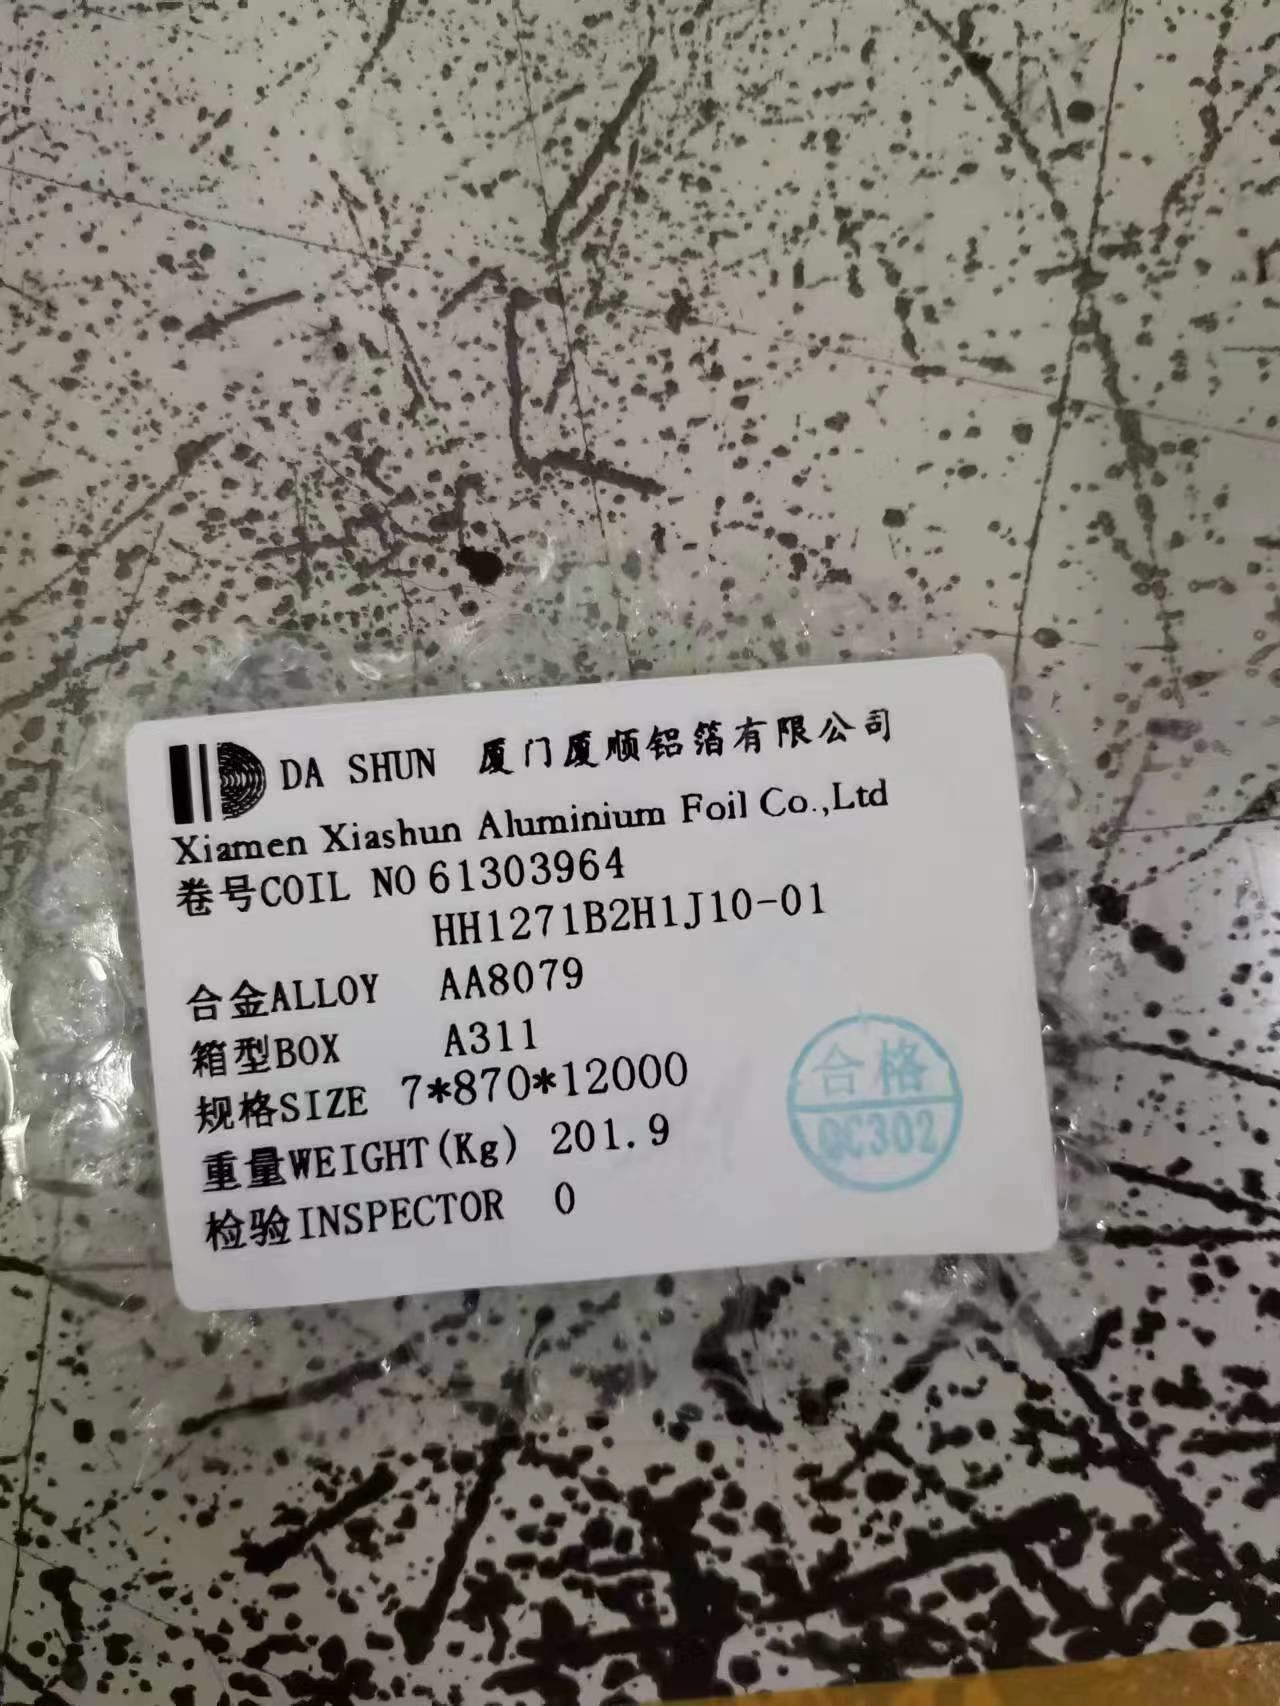 DA SHUN 厦门厦顺铝箔有限公司
Xiamen Xiashun Aluminium Foil Co.,Ltd
卷号COIL NO 61303964
HH1271B2H1J10-01
合金ALLOY AA8079
箱型BOX A311
规格SIZE 7*870*12000
重量WEIGHT(Kg) 201.9
检验INSPECTOR 0
合格
QC302